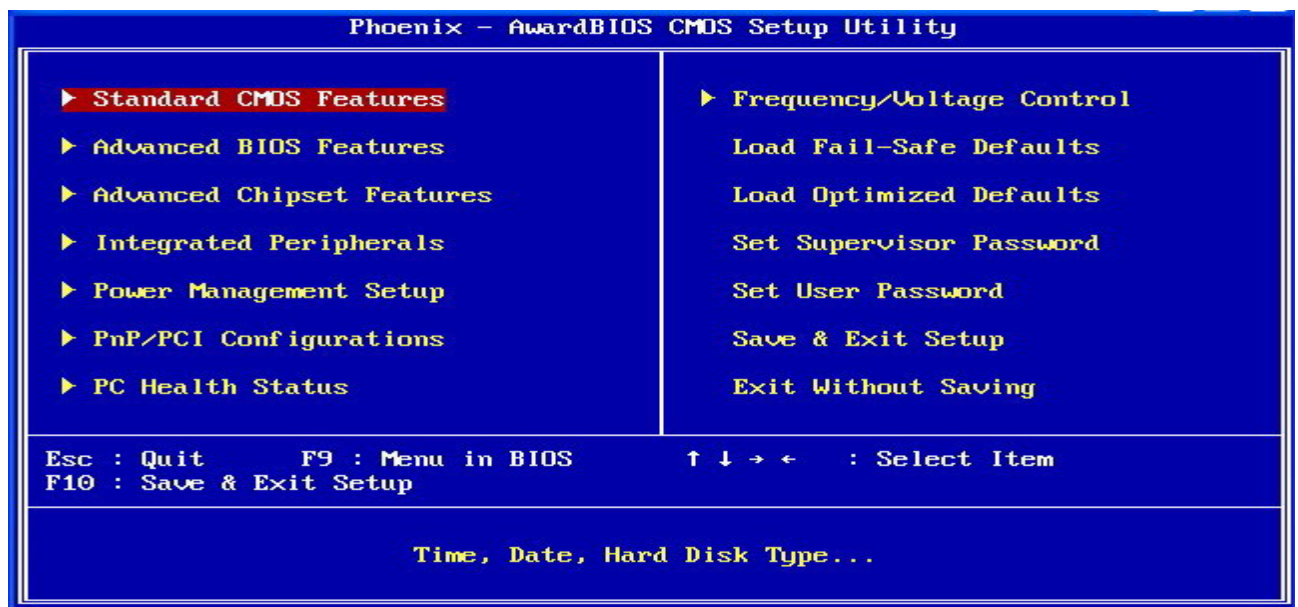 Phoenix - AwardBIOS CMOS Setup Utility
▶ Standard CMOS Features
▶ Advanced BIOS Features
▶ Advanced Chipset Features
▶ Integrated Peripherals
▶ Power Management Setup
▶ PnP/PCI Configurations
▶ PC Health Status
▶ Frequency/Voltage Control
Load Fail-Safe Defaults
Load Optimized Defaults
Set Supervisor Password
Set User Password
Save & Exit Setup
Exit Without Saving
Esc : Quit F9 : Menu in BIOS ↑ ↓ → ← : Select Item
F10 : Save & Exit Setup
Time, Date, Hard Disk Type...